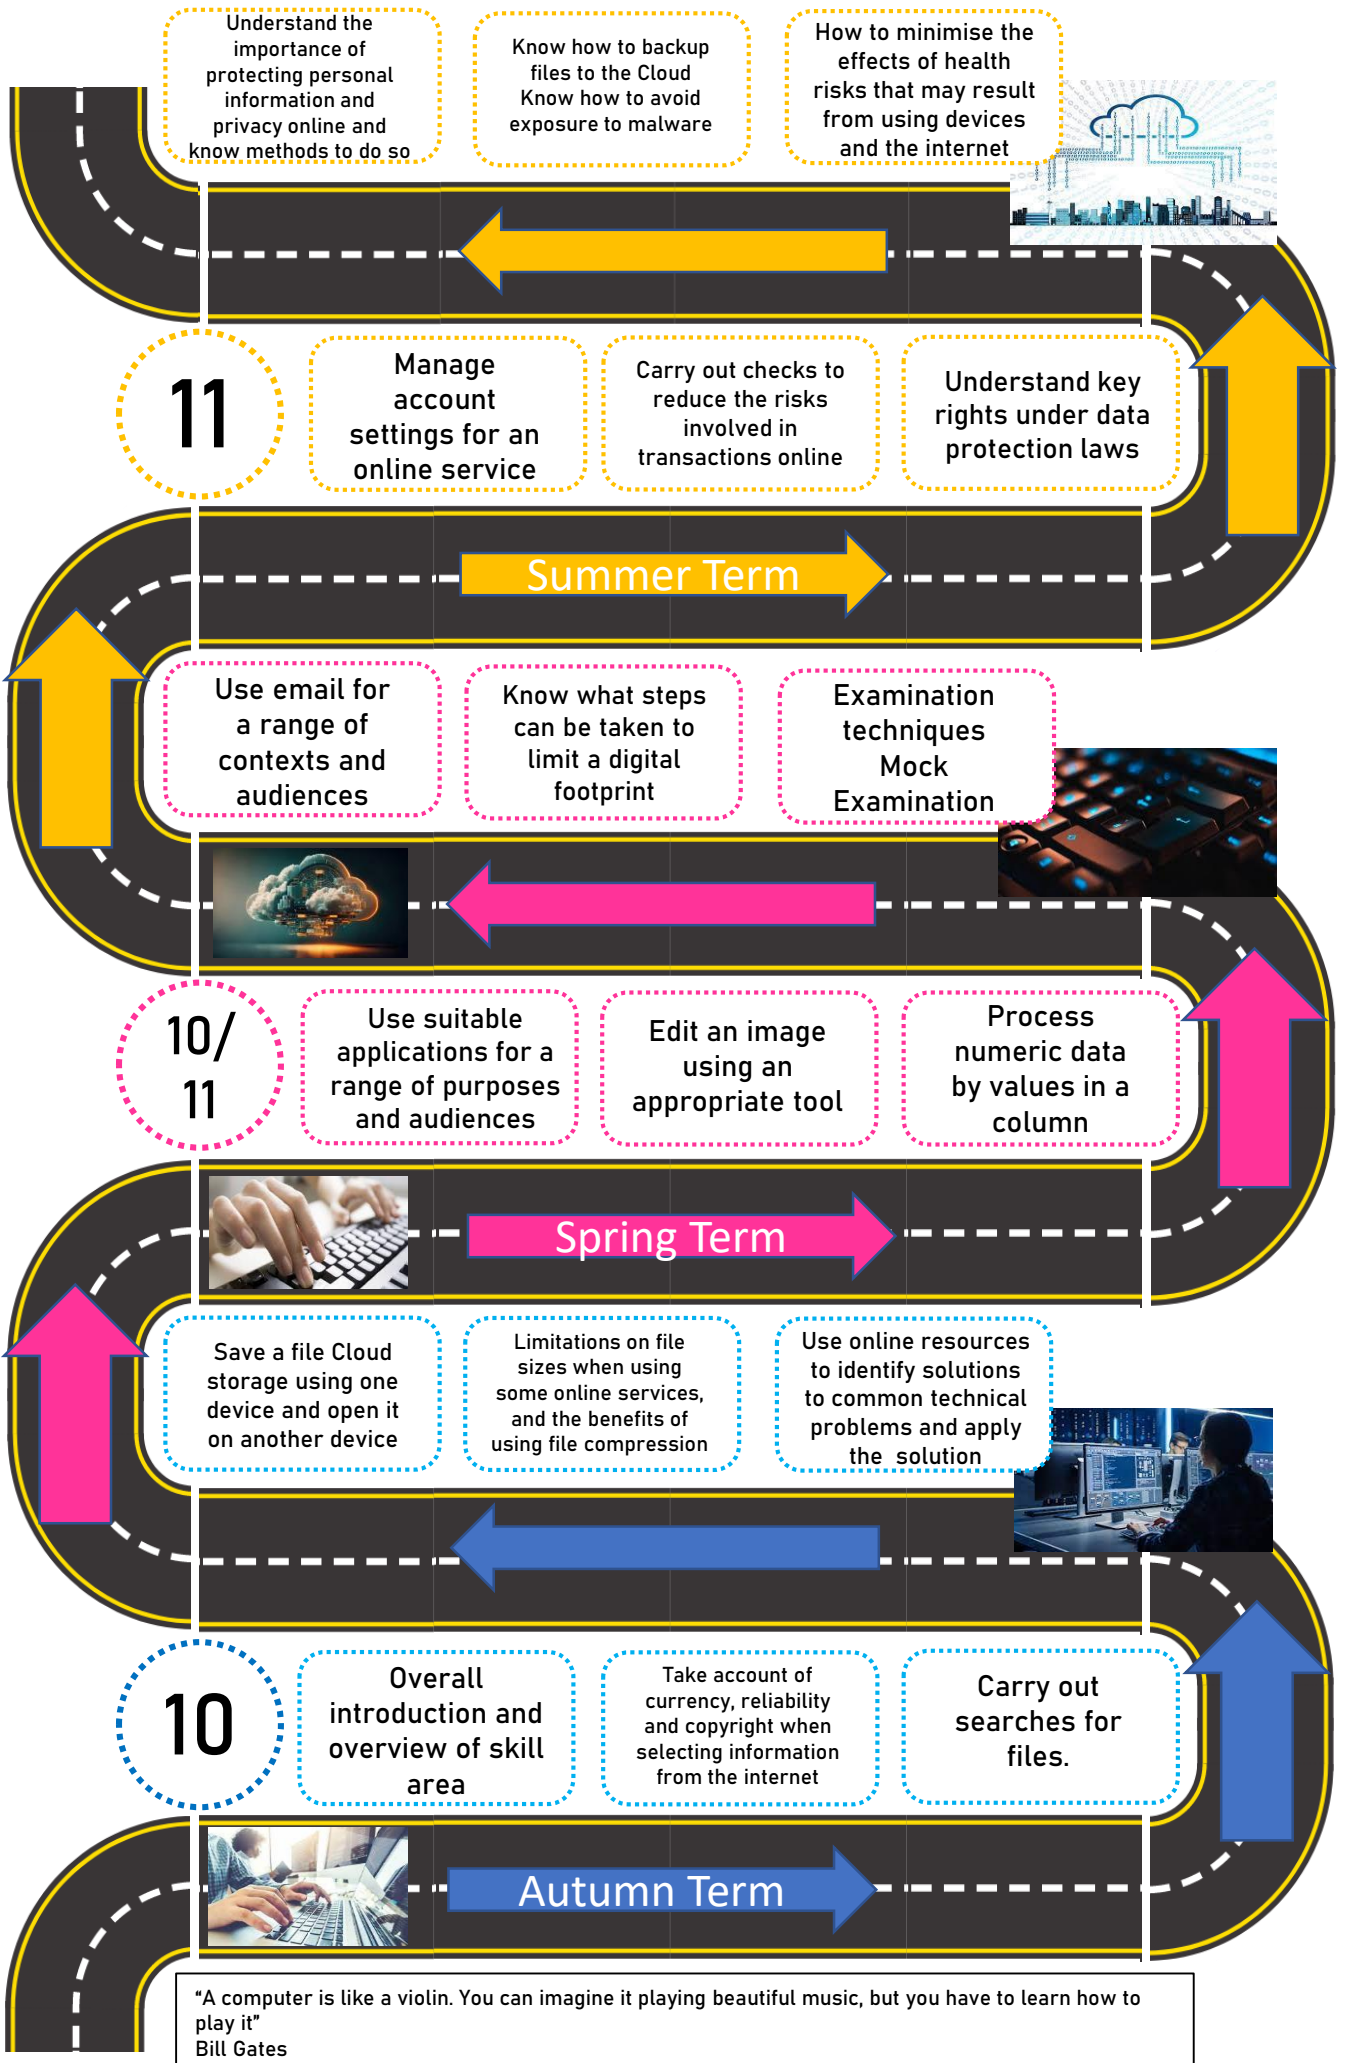 Understand the
importance of
protecting personal
information and
privacy online and
know methods to do so
Know how to backup
files to the Cloud
Know how to avoid
exposure to malware
How to minimise the
effects of health
risks that may result
from using devices
and the internet
11
Manage
account
settings for an
online service
Carry out checks to
reduce the risks
involved in
transactions online
Understand key
rights under data
protection laws
Summer Term
Use email for
a range of
contexts and
audiences
Know what steps
can be taken to
limit a digital
footprint
Examination
techniques
Mock
Examination
10/
11
Use suitable
applications for a
range of purposes
and audiences
Edit an image
using an
appropriate tool
Process
numeric data
by values in a
column
Spring Term
Save a file Cloud
storage using one
device and open it
on another device
Limitations on file
sizes when using
some online services,
and the benefits of
using file compression
Use online resources
to identify solutions
to common technical
problems and apply
the solution
10
Overall
introduction and
overview of skill
area
Take account of
currency, reliability
and copyright when
selecting information
from the internet
Carry out
searches for
files.
Autumn Term
“A computer is like a violin. You can imagine it playing beautiful music, but you have to learn how to
play it”
Bill Gates